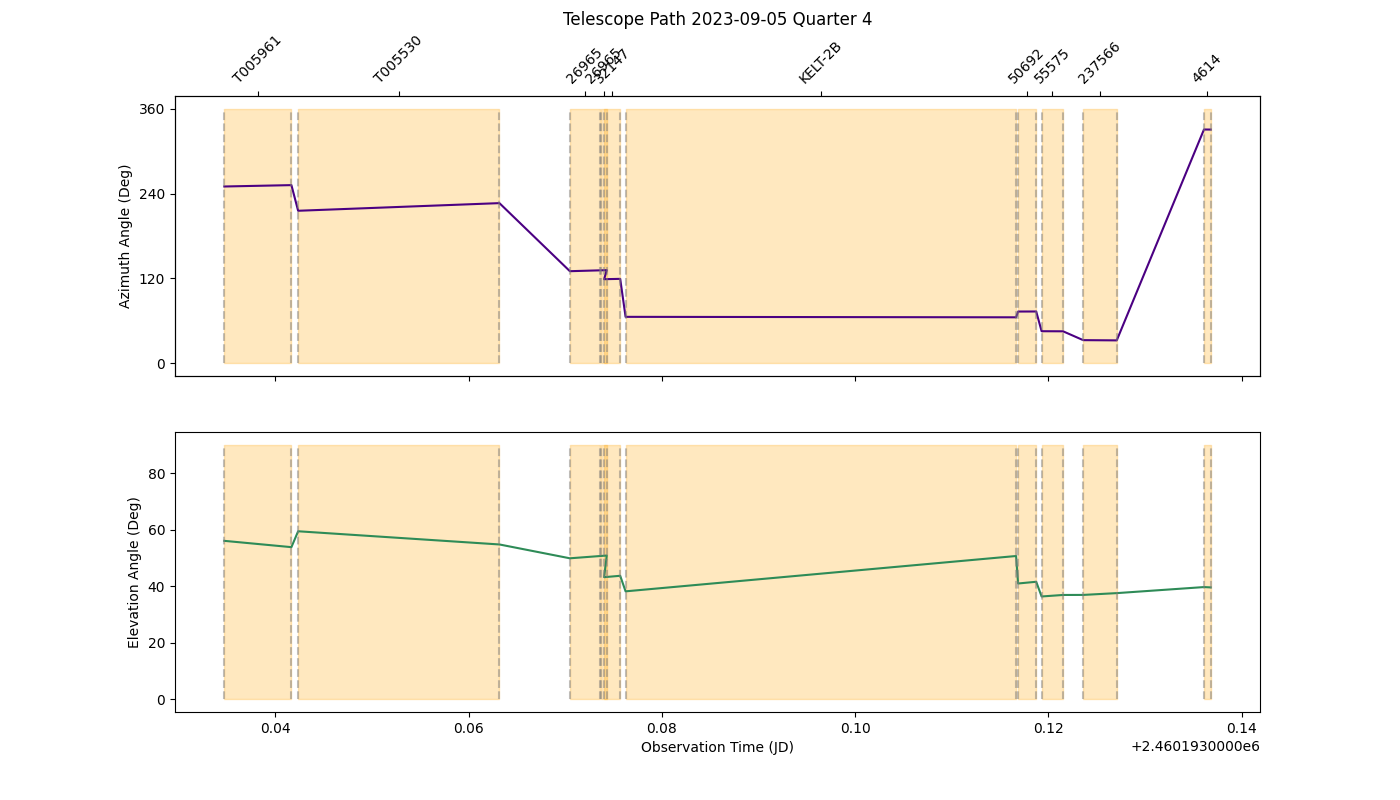 Telescope Path 2023-09-05 Quarter 4
T005961 T005530 26965 26965 32147 KELT-2B 50692 55575 237566 4614
360
240
120
0
Azimuth Angle (Deg)
80
60
40
20
0
Elevation Angle (Deg)
0.04 0.06 0.08 0.10 0.12 0.14
Observation Time (JD)
+2.4601930000e6